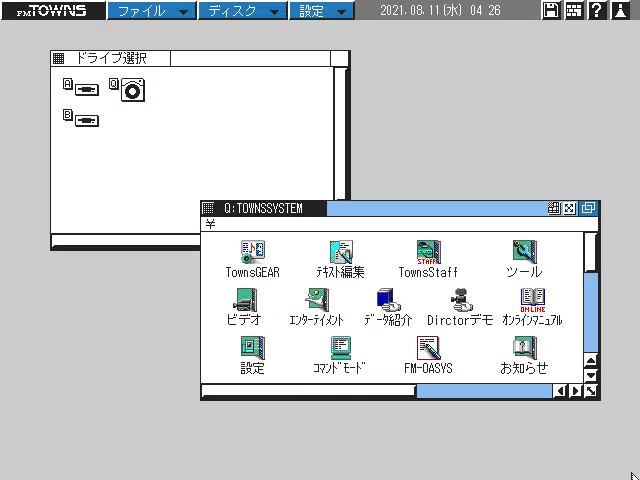 FM TOWNS ファイル ディスク 設定 2021.08.11(水) 04 26 ?
ドライブ選択
A Q
B
Q:TOWNSSYSTEM
¥
TownsGEAR テキスト編集 TownsStaff ツール
ビデオ エンターテイメント データ紹介 Dirctorデモ オンラインマニュアル
設定 コマンドモード FM-OASYS お知らせ
STAFF
ON LINE